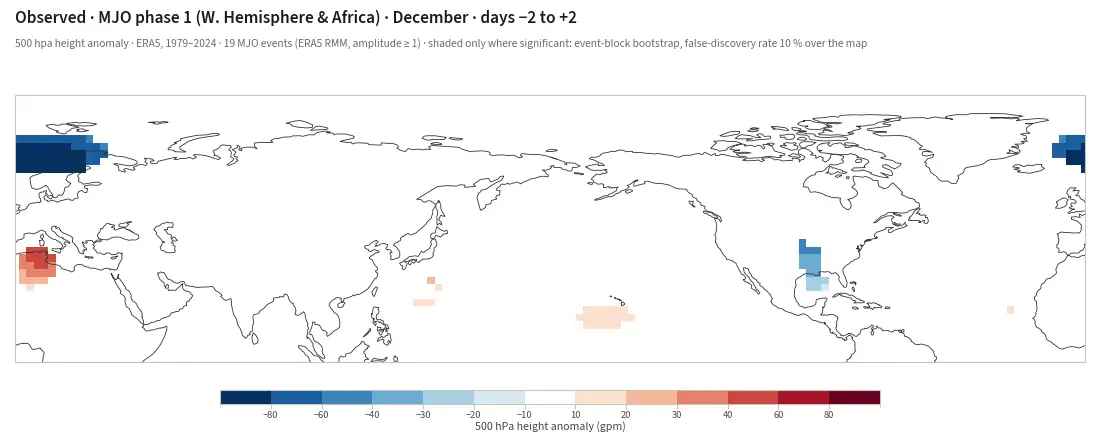 Observed · MJO phase 1 (W. Hemisphere & Africa) · December · days −2 to +2
500 hpa height anomaly · ERA5, 1979–2024 · 19 MJO events (ERA5 RMM, amplitude ≥ 1) · shaded only where significant: event-block bootstrap, false-discovery rate 10 % over the map
−80 −60 −40 −30 −20 −10 10 20 30 40 60 80
500 hPa height anomaly (gpm)